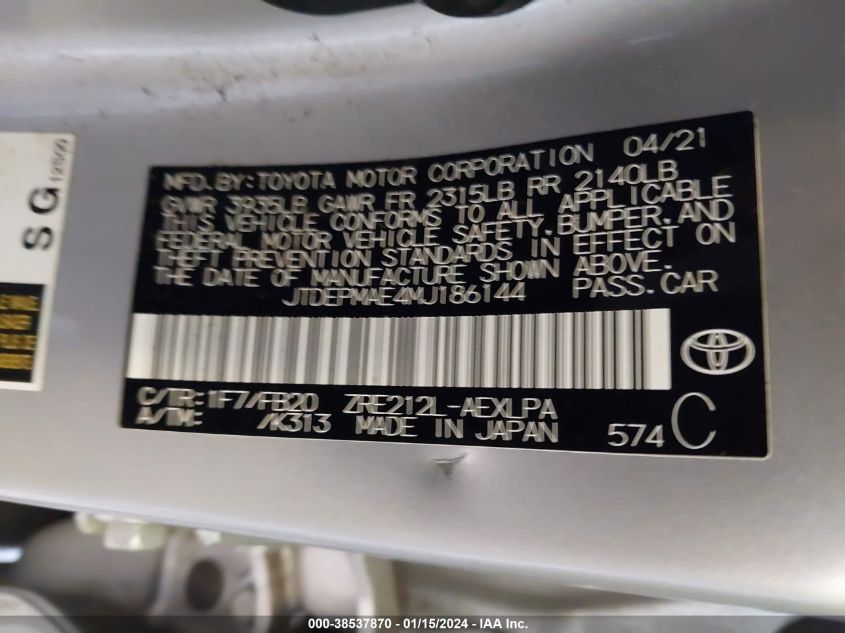 SG
MFD.BY:TOYOTA MOTOR CORPORATION 04/21
GVWR 3935LB GAWR FR 2315LB RR 2140LB
THIS VEHICLE CONFORMS TO ALL APPLICABLE
FEDERAL MOTOR VEHICLE SAFETY,BUMPER,AND
THEFT PREVENTION STANDARDS IN EFFECT ON
THE DATE OF MANUFACTURE SHOWN ABOVE.
JTDEPMAE4MJ186144 PASS.CAR
C/TR:1F7/FB20 ZRE212L-AEXLPA
A/TM: /K313 MADE IN JAPAN 574 C
000-38537870 - 01/15/2024 - IAA Inc.